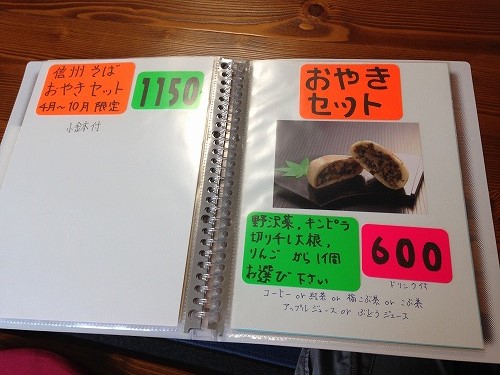 信州そば
おやきセット
4月～10月限定
1150
小鉢付
おやき
セット
野沢菜,キンピラ
切り干し大根,
りんご から1個
お選び下さい
600
ドリンク付
コーヒー or 紅茶 or 梅こぶ茶 or こぶ茶
アップルジュース or ぶどうジュース